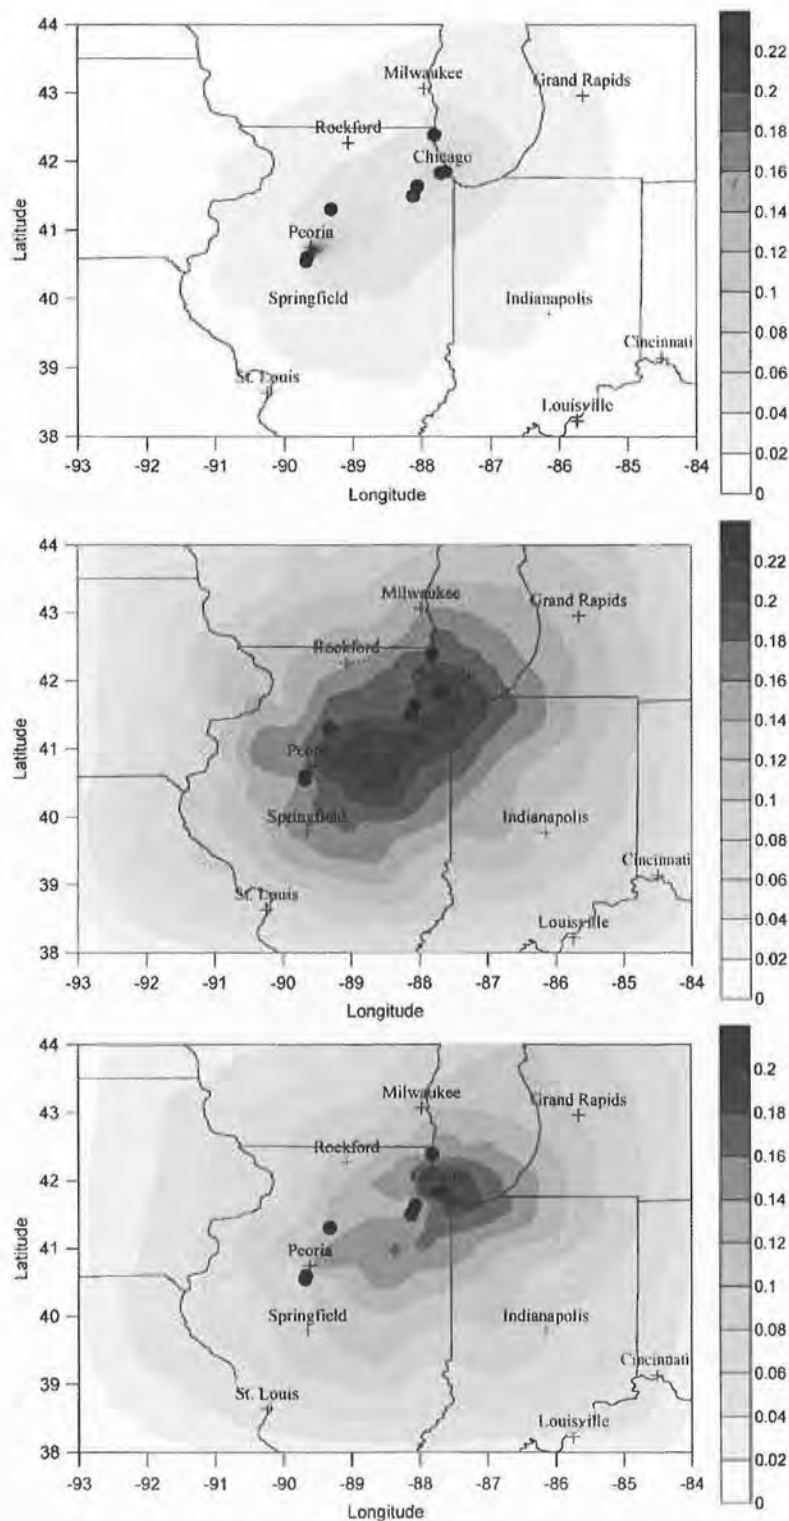 44
43
42
41
40
39
38
Latitude
Milwaukee
Grand Rapids
Rockford
Chicago
Peoria
Springfield
Indianapolis
Cincinnati
St. Louis
Louisville
-93 -92 -91 -90 -89 -88 -87 -86 -85 -84
Longitude
0.22
0.2
0.18
0.16
0.14
0.12
0.1
0.08
0.06
0.04
0.02
0
44
43
42
41
40
39
38
Latitude
Milwaukee
Grand Rapids
Rockford
Peor
Springfield
Indianapolis
Cincinnati
St. Louis
Louisville
-93 -92 -91 -90 -89 -88 -87 -86 -85 -84
Longitude
0.22
0.2
0.18
0.16
0.14
0.12
0.1
0.08
0.06
0.04
0.02
0
44
43
42
41
40
39
38
Latitude
Milwaukee
Grand Rapids
Rockford
Peoria
Springfield
Indianapolis
Cincinnati
St. Louis
Louisville
-93 -92 -91 -90 -89 -88 -87 -86 -85 -84
Longitude
0.2
0.18
0.16
0.14
0.12
0.1
0.08
0.06
0.04
0.02
0